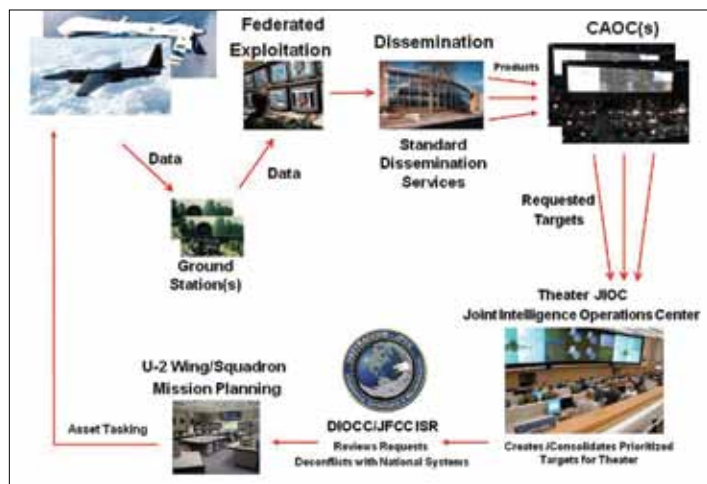 Federated
Exploitation
Dissemination
CAOC(s)
Products
Data
Data
Standard
Dissemination
Services
Requested
Targets
Ground
Station(s)
Theater JIOC
Joint Intelligence Operations Center
U-2 Wing/Squadron
Mission Planning
DIOCC/JFCC ISR
Asset Tasking
Reviews Requests
Deconflicts with National Systems
Creates /Consolidates Prioritized
Targets for Theater